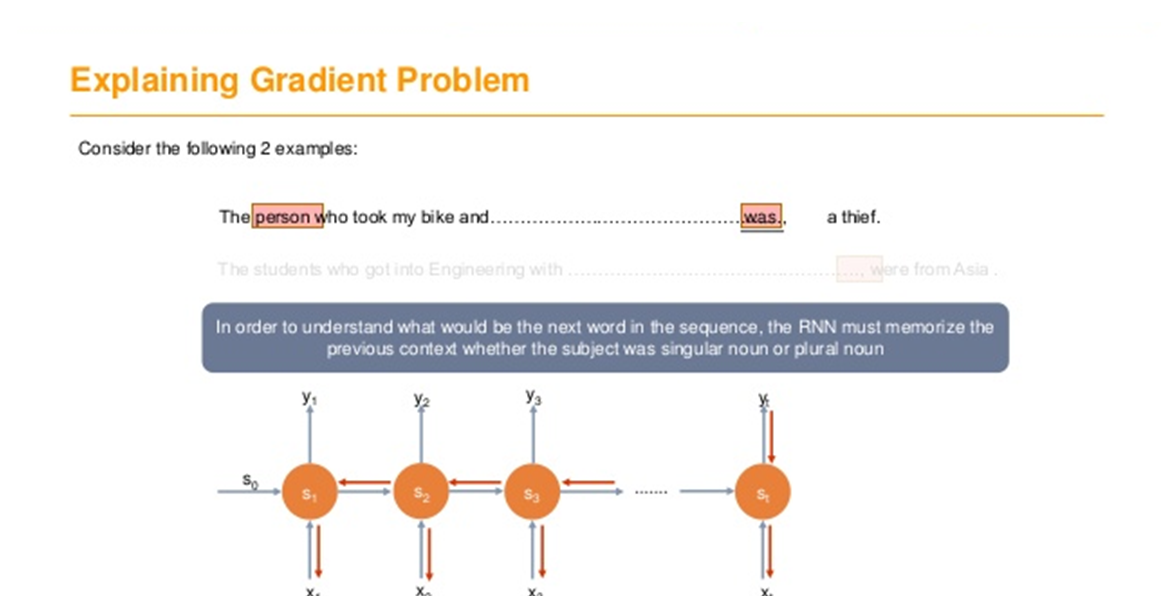 Explaining Gradient Problem
Consider the following 2 examples:
The person who took my bike and..........................................was.., a thief.
The students who got into Engineering with ................................................., were from Asia .
In order to understand what would be the next word in the sequence, the RNN must memorize the
previous context whether the subject was singular noun or plural noun
y1 y2 y3 yt
s0 s1 s2 s3 ....... st